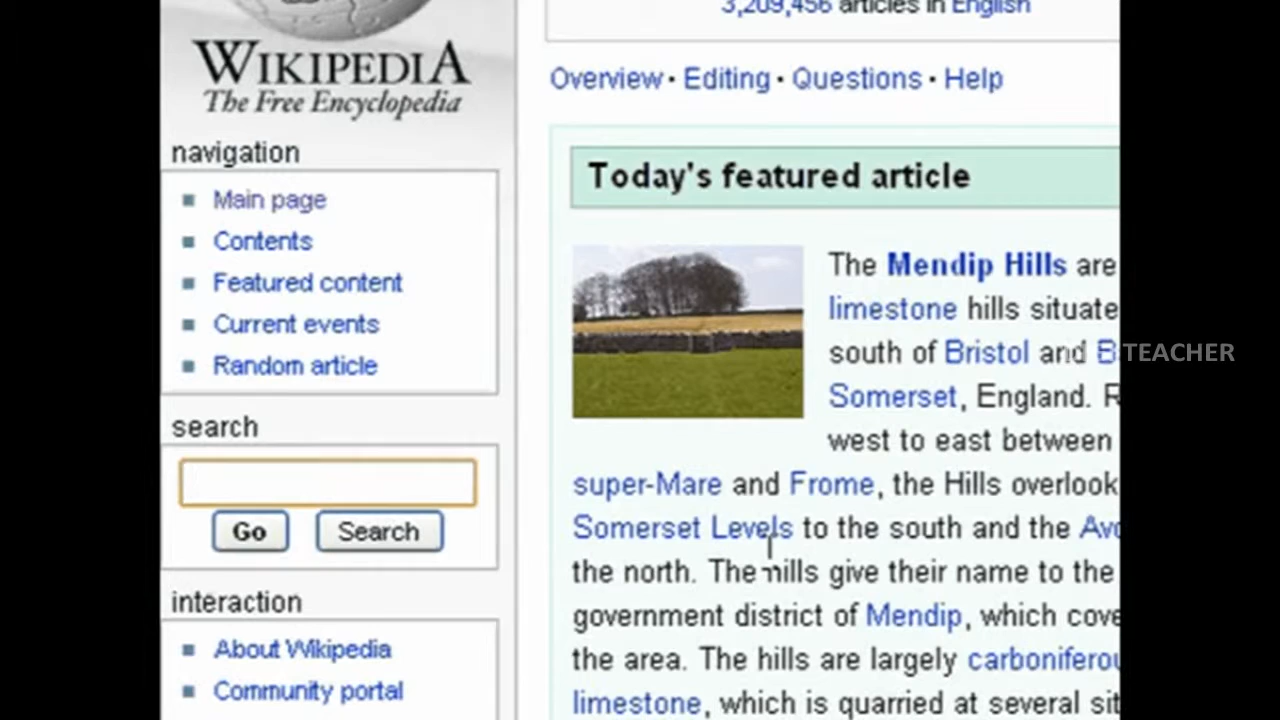 WIKIPEDIA
The Free Encyclopedia
navigation
Main page
Contents
Featured content
Current events
Random article
search
Go Search
interaction
About Wikipedia
Community portal
3,209,456 articles in English
Overview · Editing · Questions · Help
Today's featured article
The Mendip Hills are
limestone hills situate
south of Bristol and B
Somerset, England. R
west to east between
super-Mare and Frome, the Hills overlook
Somerset Levels to the south and the Avo
the north. The hills give their name to the
government district of Mendip, which cove
the area. The hills are largely carboniferou
limestone, which is quarried at several sit
TEACHER